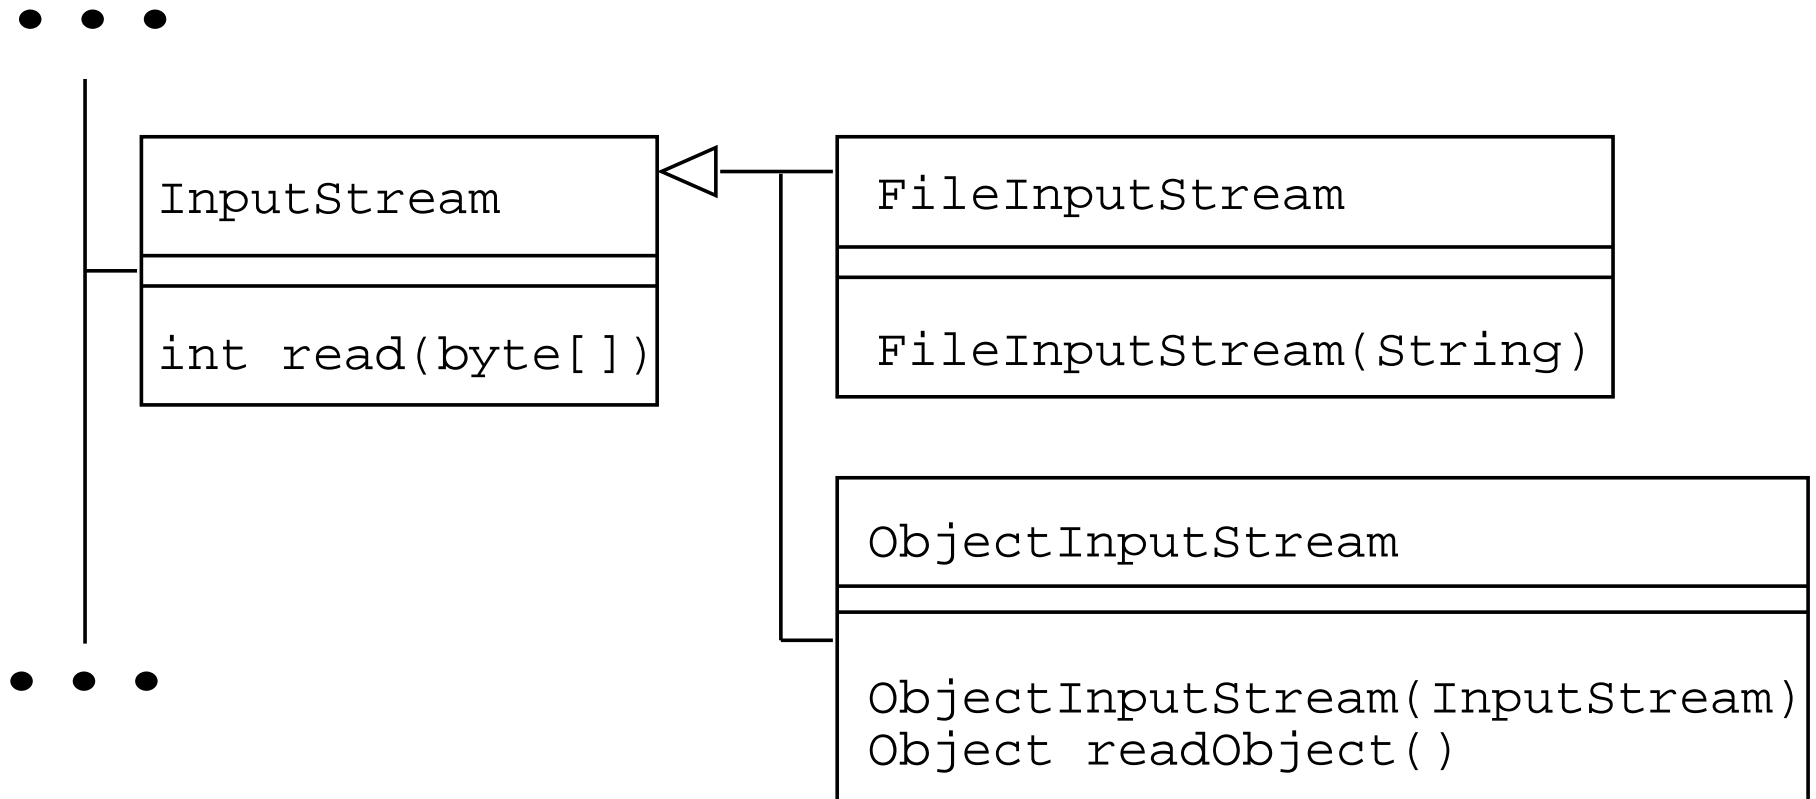 InputStream
int read(byte[])
FileInputStream
FileInputStream(String)
ObjectInputStream
ObjectInputStream(InputStream)
Object readObject()